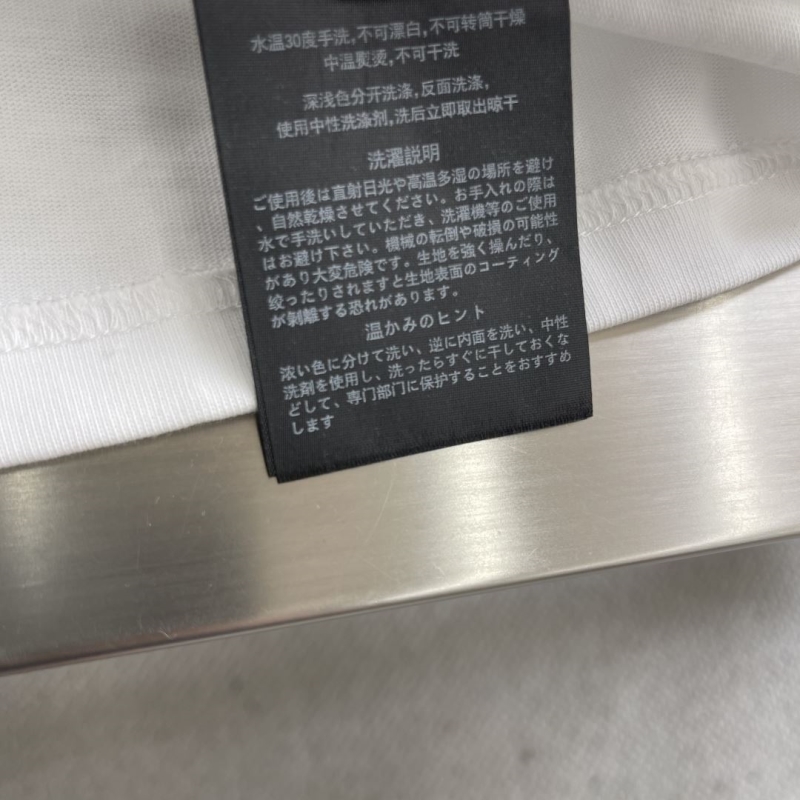 水温30度手洗,不可漂白,不可转筒干燥
中温熨烫,不可干洗
深浅色分开洗涤,反面洗涤,
使用中性洗涤剂,洗后立即取出晾干
洗濯説明
ご使用後は直射日光や高温多湿の場所を避け
、自然乾燥させてください。お手入れの際は
水で手洗いしていただき、洗濯機等のご使用
はお避け下さい。機械の転倒や破損の可能性
があり大変危険です。生地を強く揉んだり、
絞ったりされますと生地表面のコーティング
が剝離する恐れがあります。
温かみのヒント
浓い色に分けて洗い、逆に内面を洗い、中性
洗剤を使用し、洗ったらすぐに干しておくな
どして、専门部门に保护することをおすすめ
します